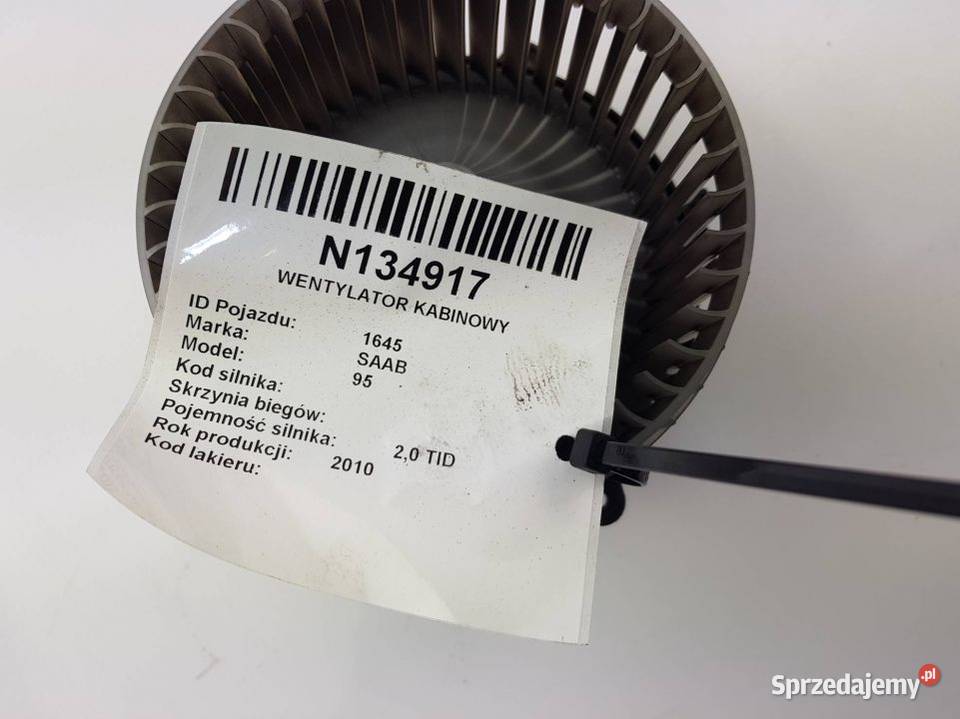 N134917
WENTYLATOR KABINOWY
ID Pojazdu: 1645
Marka: SAAB
Model: 95
Kod silnika:
Skrzynia biegów:
Pojemność silnika: 2,0 TID
Rok produkcji: 2010
Kod lakieru:
Sprzedajemy.pl